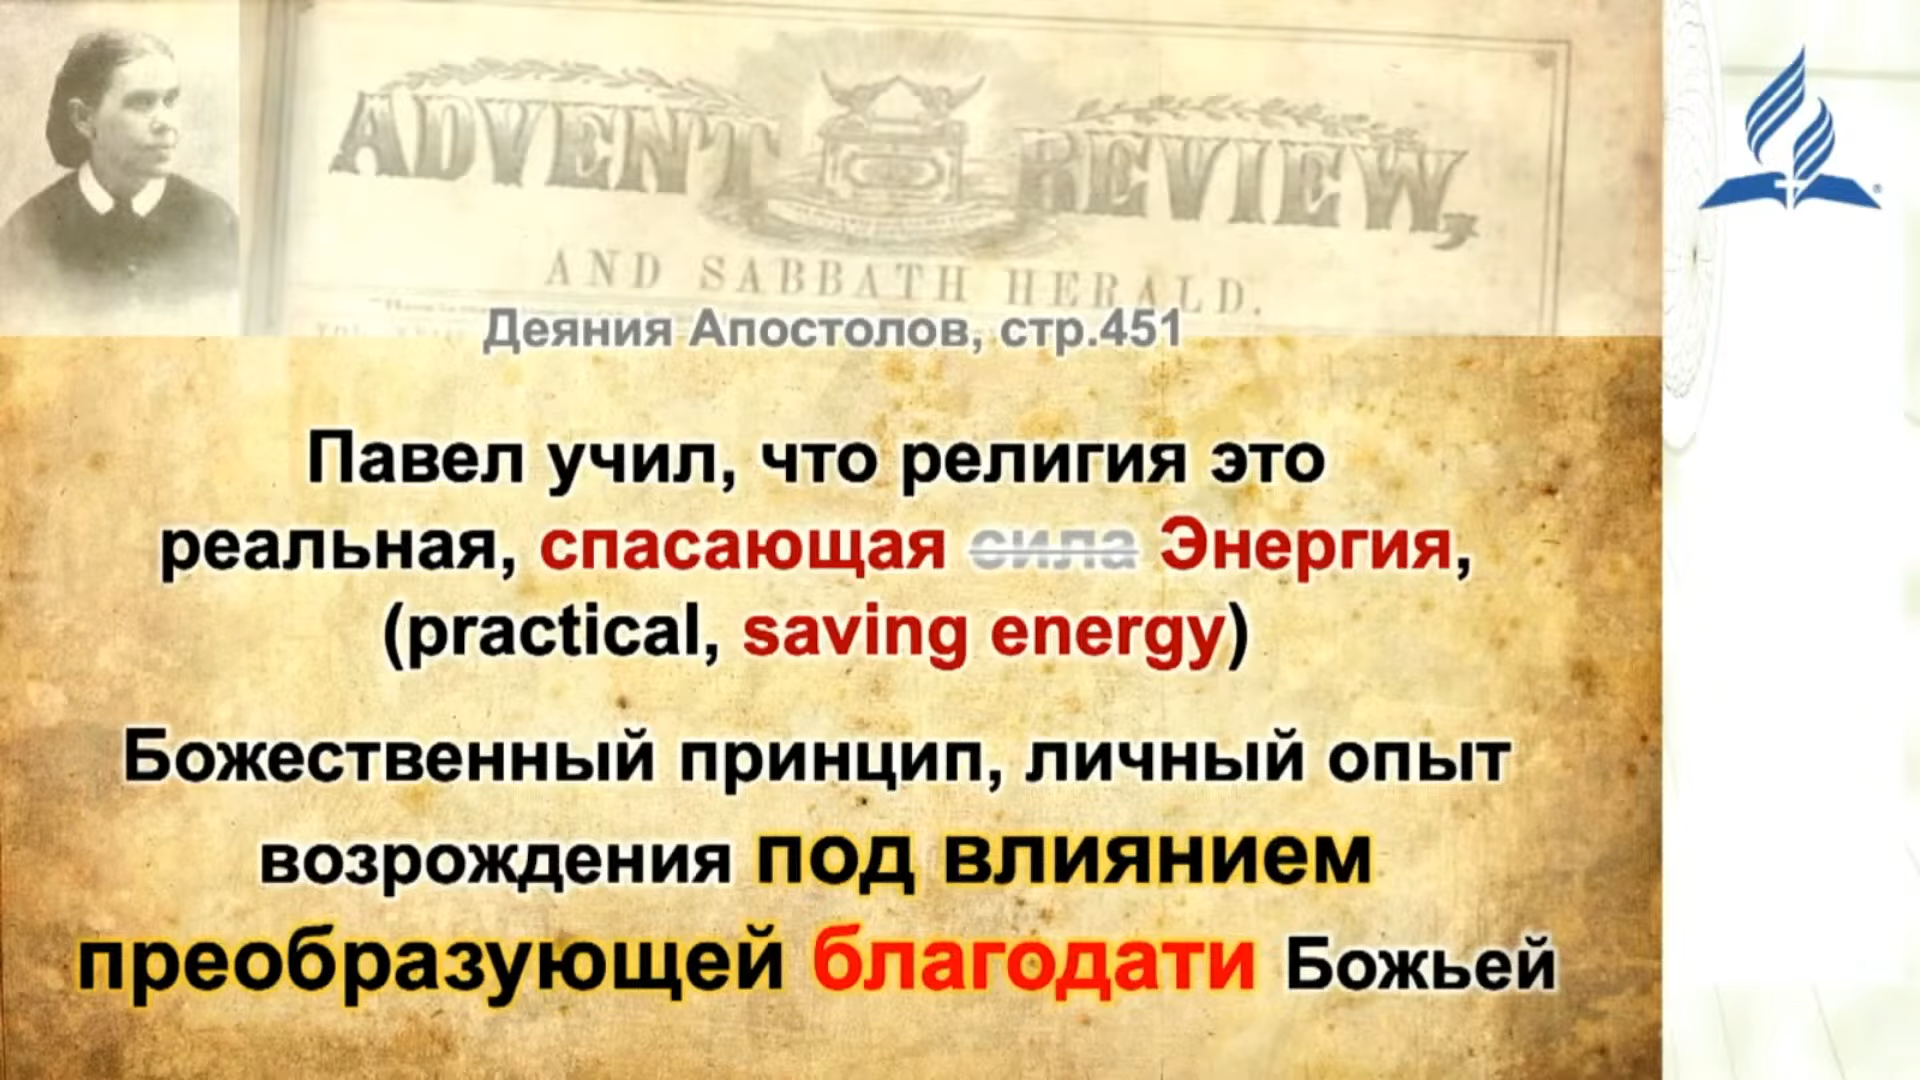 ADVENT REVIEW,
AND SABBATH HERALD.
Деяния Апостолов, стр.451
Павел учил, что религия это
реальная, спасающая сила Энергия,
(practical, saving energy)
Божественный принцип, личный опыт
возрождения под влиянием
преобразующей благодати Божьей